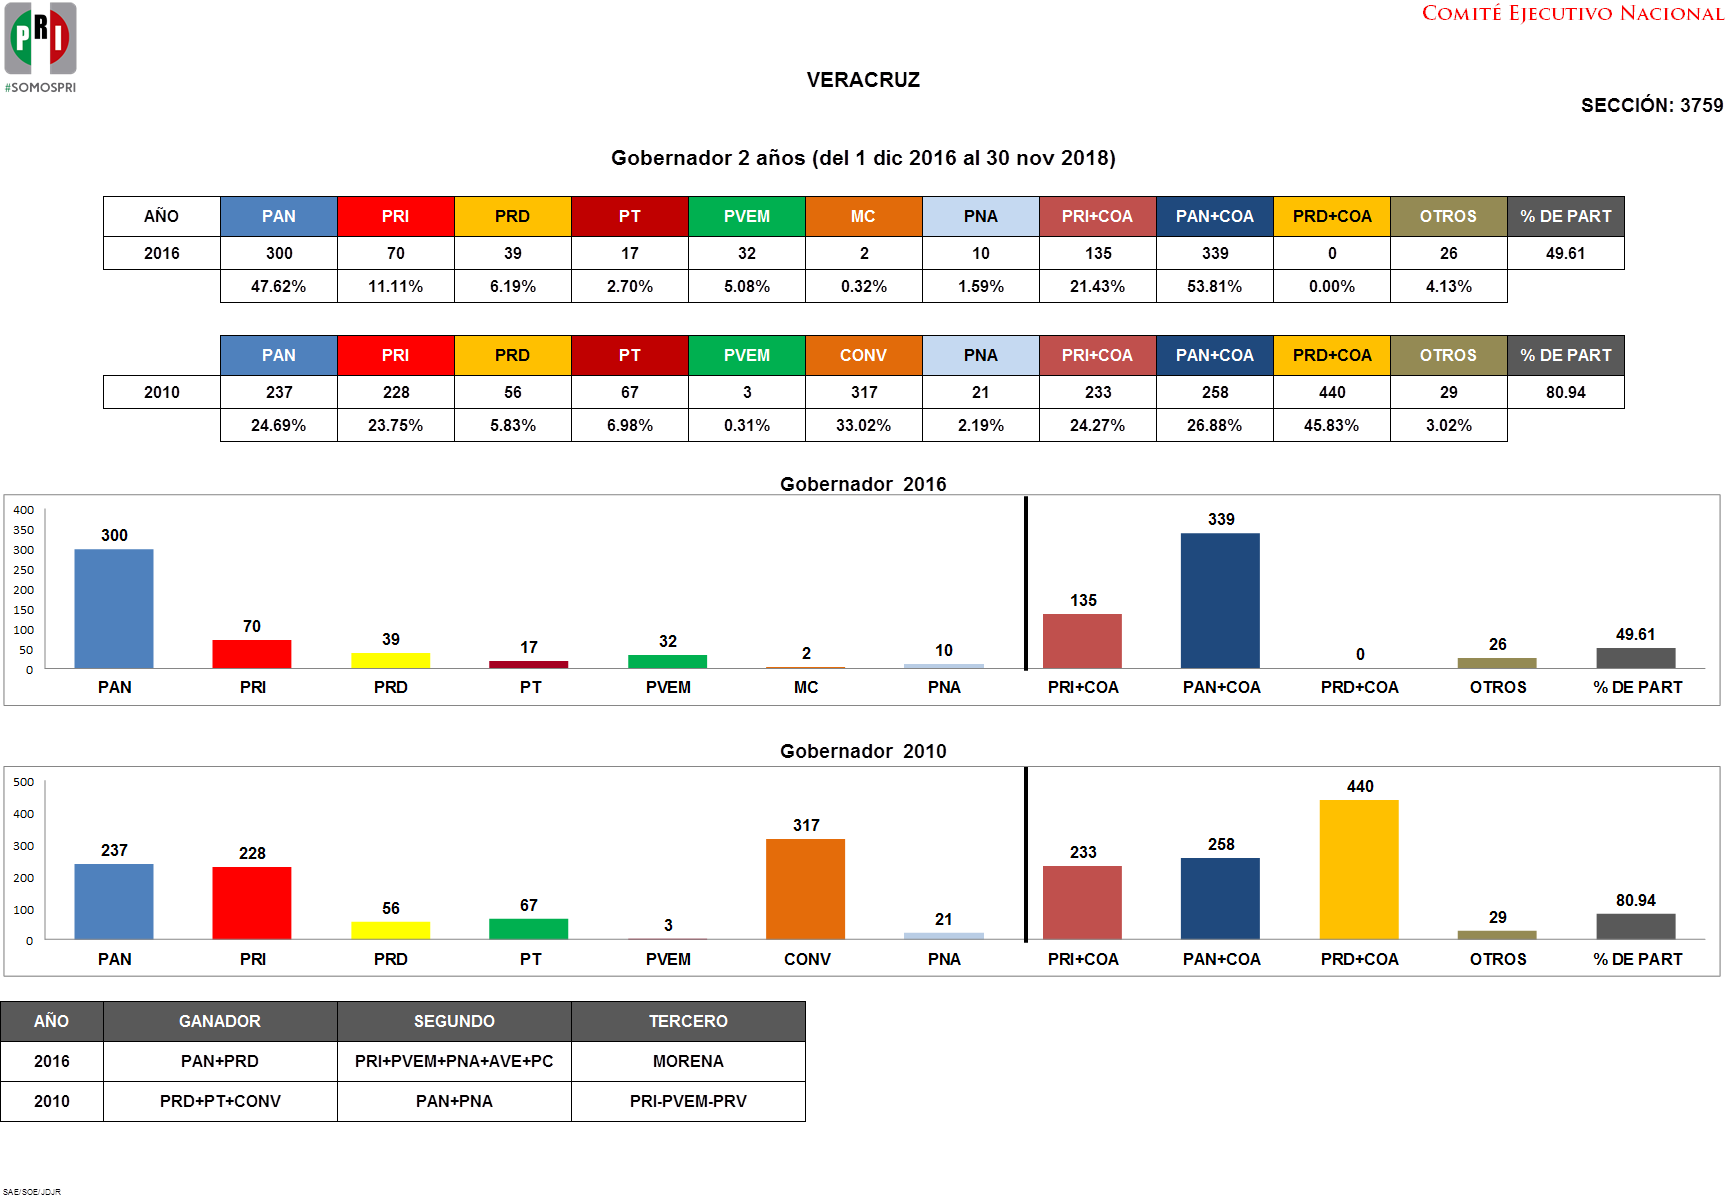 PRI
#SOMOSPRI
COMITÉ EJECUTIVO NACIONAL
VERACRUZ
SECCIÓN: 3759
Gobernador 2 años (del 1 dic 2016 al 30 nov 2018)
AÑO PAN PRI PRD PT PVEM MC PNA PRI+COA PAN+COA PRD+COA OTROS % DE PART
2016 300 70 39 17 32 2 10 135 339 0 26 49.61
47.62% 11.11% 6.19% 2.70% 5.08% 0.32% 1.59% 21.43% 53.81% 0.00% 4.13%
PAN PRI PRD PT PVEM CONV PNA PRI+COA PAN+COA PRD+COA OTROS % DE PART
2010 237 228 56 67 3 317 21 233 258 440 29 80.94
24.69% 23.75% 5.83% 6.98% 0.31% 33.02% 2.19% 24.27% 26.88% 45.83% 3.02%
Gobernador 2016
400
350
300
250
200
150
100
50
0
300 70 39 17 32 2 10 135 339 0 26 49.61
PAN PRI PRD PT PVEM MC PNA PRI+COA PAN+COA PRD+COA OTROS % DE PART
Gobernador 2010
500
400
300
200
100
0
237 228 56 67 3 317 21 233 258 440 29 80.94
PAN PRI PRD PT PVEM CONV PNA PRI+COA PAN+COA PRD+COA OTROS % DE PART
AÑO GANADOR SEGUNDO TERCERO
2016 PAN+PRD PRI+PVEM+PNA+AVE+PC MORENA
2010 PRD+PT+CONV PAN+PNA PRI-PVEM-PRV
SAE/SOE/JDJR